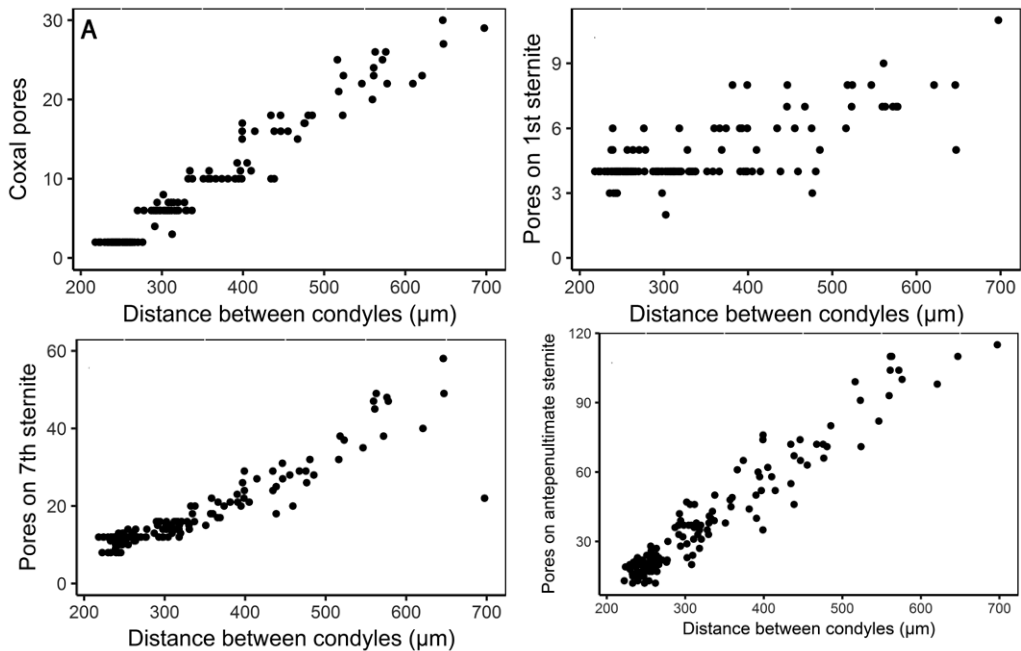 A
30
20
10
0
Coxal pores
200 300 400 500 600 700
Distance between condyles (µm)
9
6
3
0
Pores on 1st sternite
200 300 400 500 600 700
Distance between condyles (µm)
60
40
20
0
Pores on 7th sternite
200 300 400 500 600 700
Distance between condyles (µm)
120
90
60
30
Pores on antepenultimate sternite
200 300 400 500 600 700
Distance between condyles (µm)